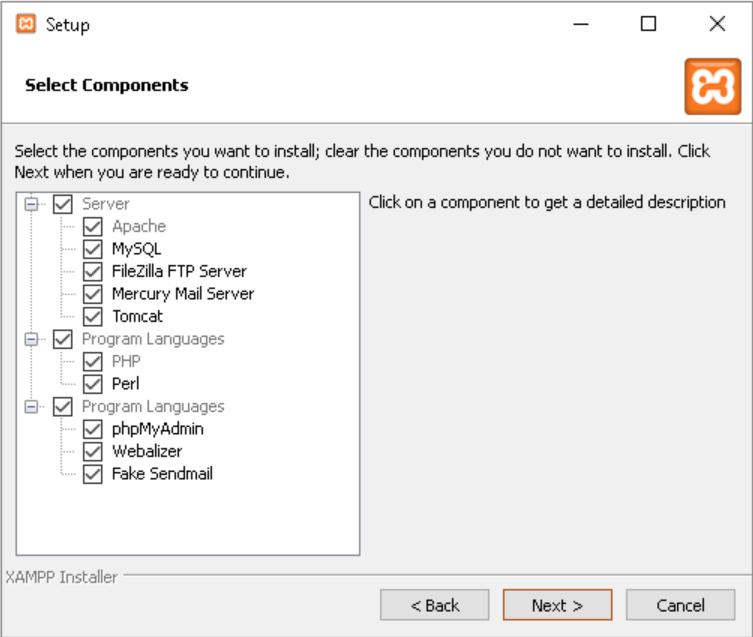 Setup
Select Components
Select the components you want to install; clear the components you do not want to install. Click
Next when you are ready to continue.
Server
Apache
MySQL
FileZilla FTP Server
Mercury Mail Server
Tomcat
Program Languages
PHP
Perl
Program Languages
phpMyAdmin
Webalizer
Fake Sendmail
Click on a component to get a detailed description
XAMPP Installer
< Back
Next >
Cancel